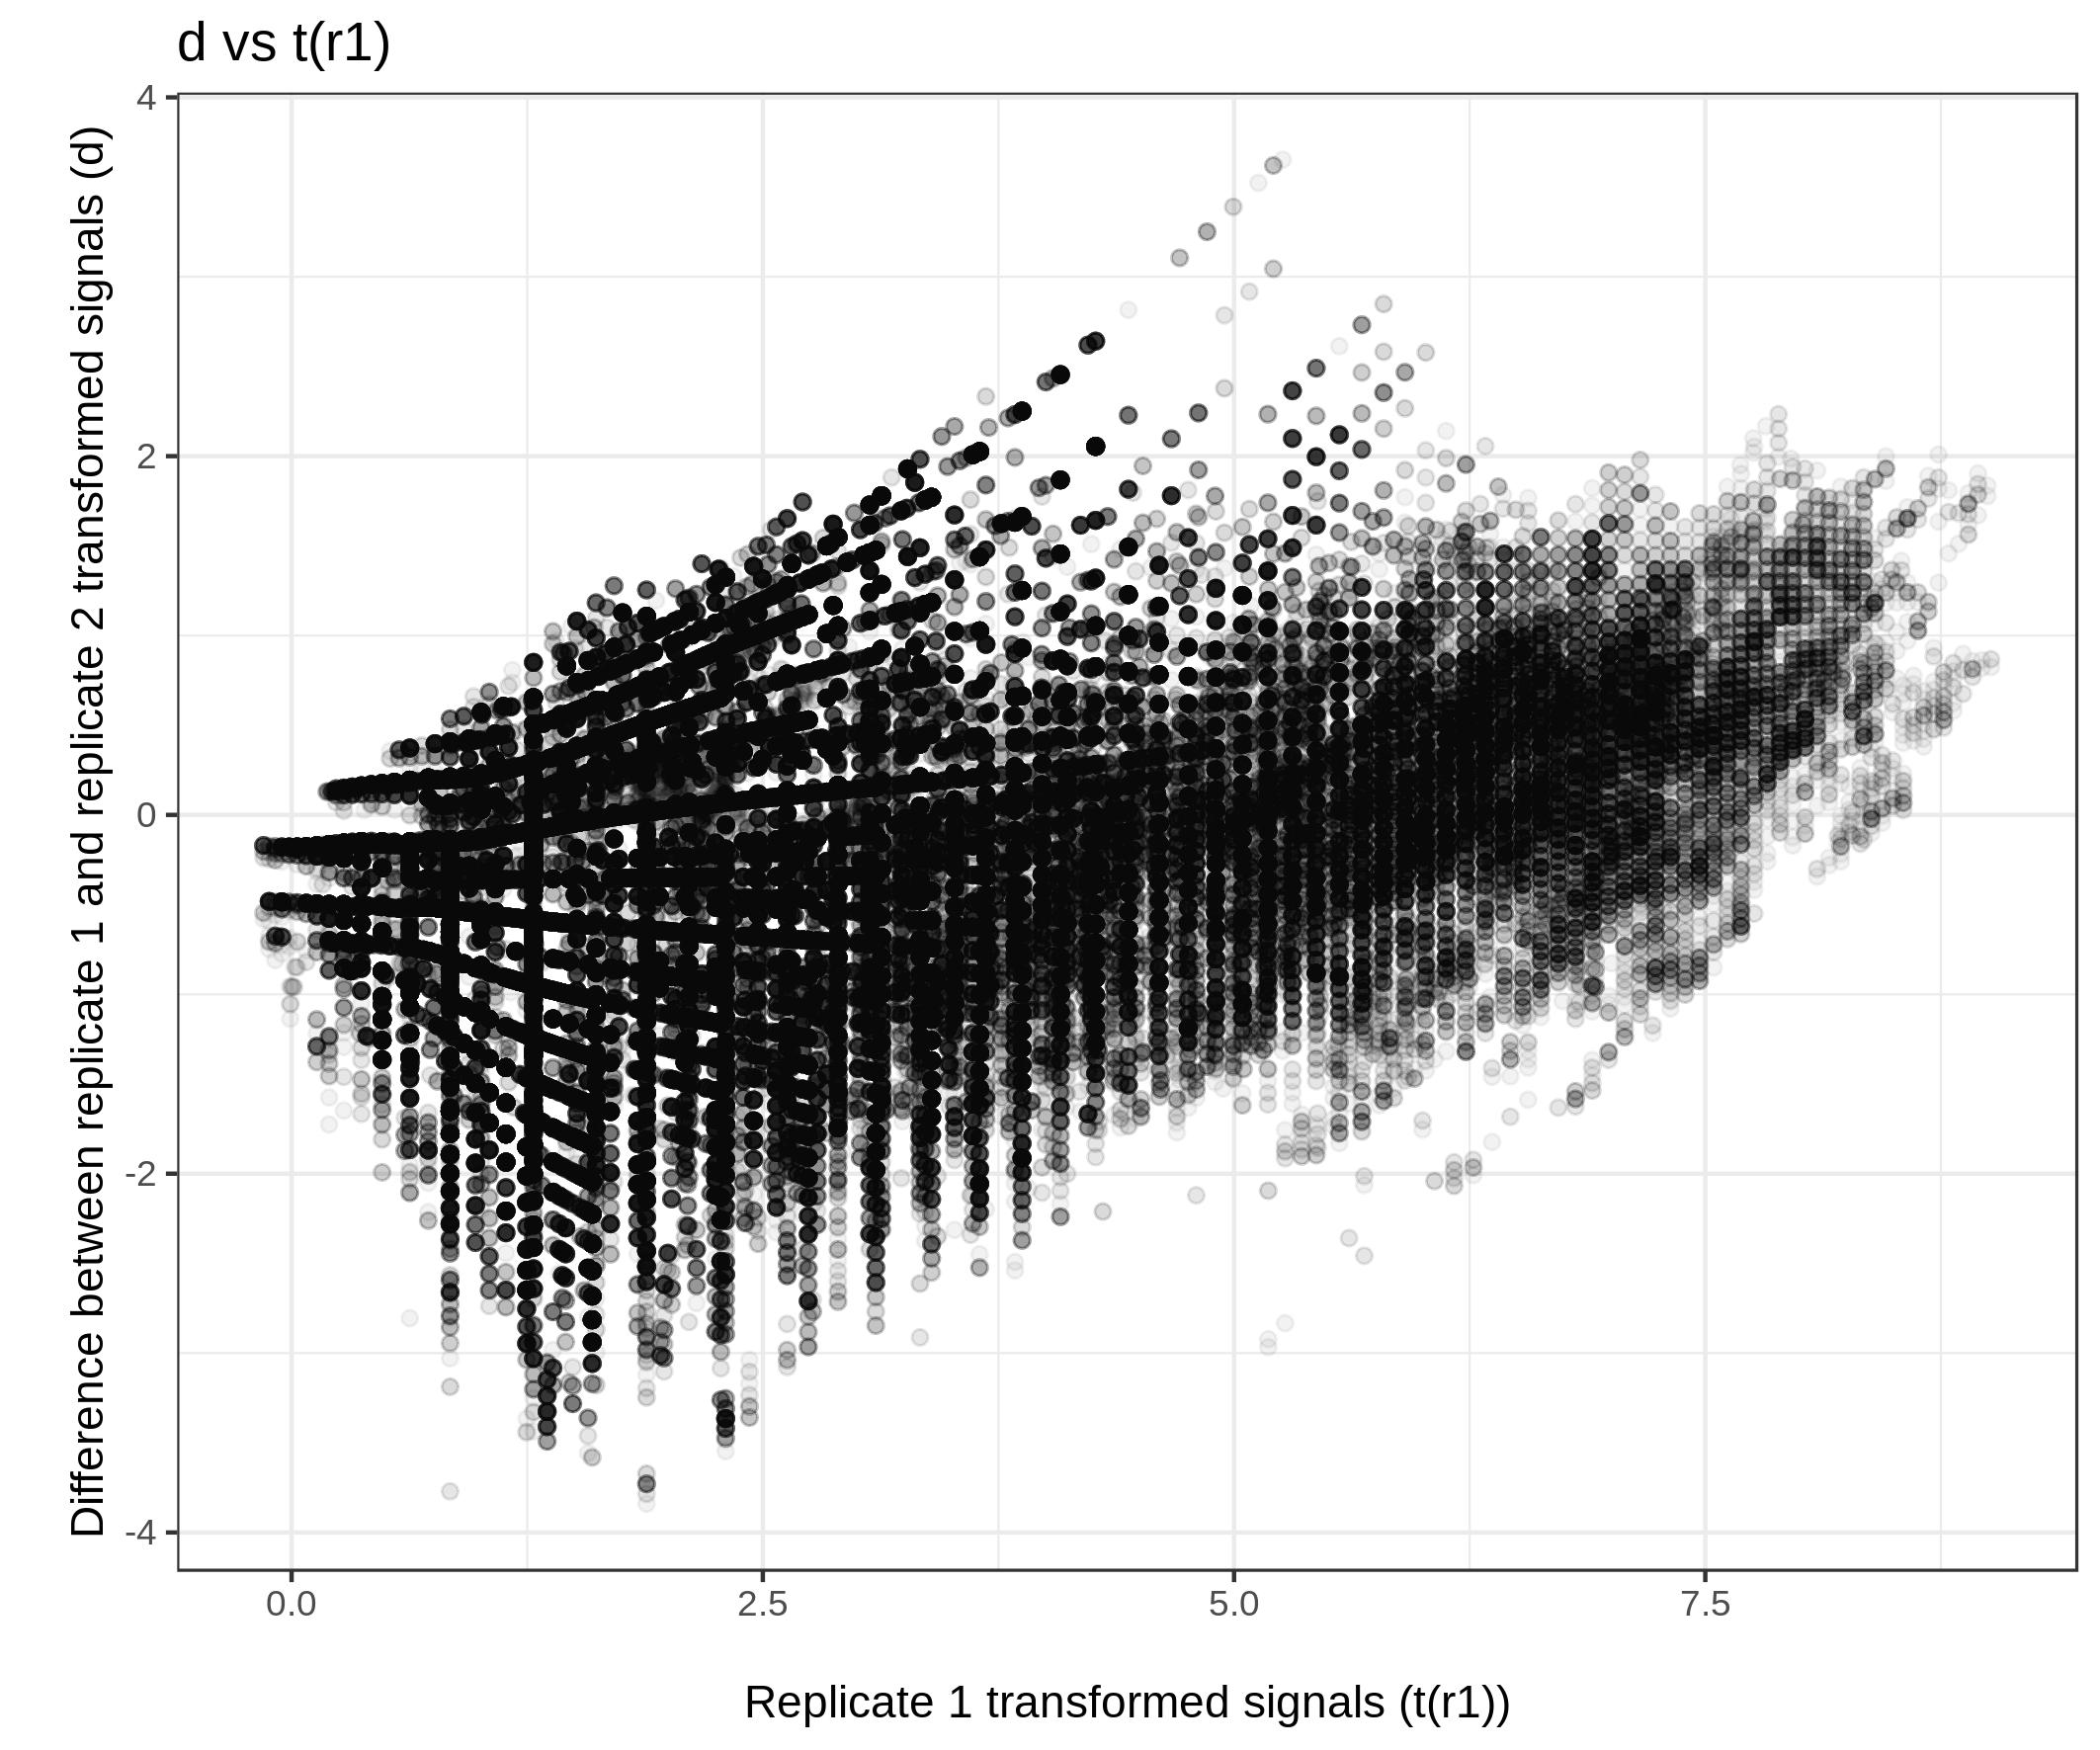 d vs t(r1)
Difference between replicate 1 and replicate 2 transformed signals (d)
4
2
0
-2
-4
0.0 2.5 5.0 7.5
Replicate 1 transformed signals (t(r1))